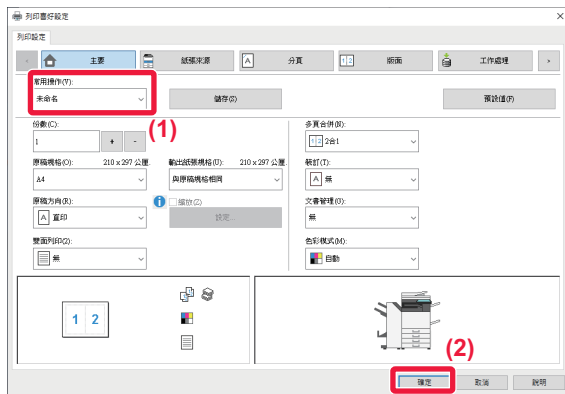 列印喜好設定
列印設定
主要
紙張來源
分頁
版面
工作處理
常用操作(V):
未命名
儲存(S)
預設值(F)
(1)
份數(C):
1
+
-
多頁合併(N):
2合1
原稿規格(O):
210 x 297 公厘.
A4
輸出紙張規格(U):
210 x 297 公厘.
與原稿規格相同
裝訂(T):
無
原稿方向(R):
直印
縮放(Z)
設定...
文書管理(0):
無
雙面列印(2):
無
色彩模式(M):
自動
1 2
(2)
確定
取消
說明